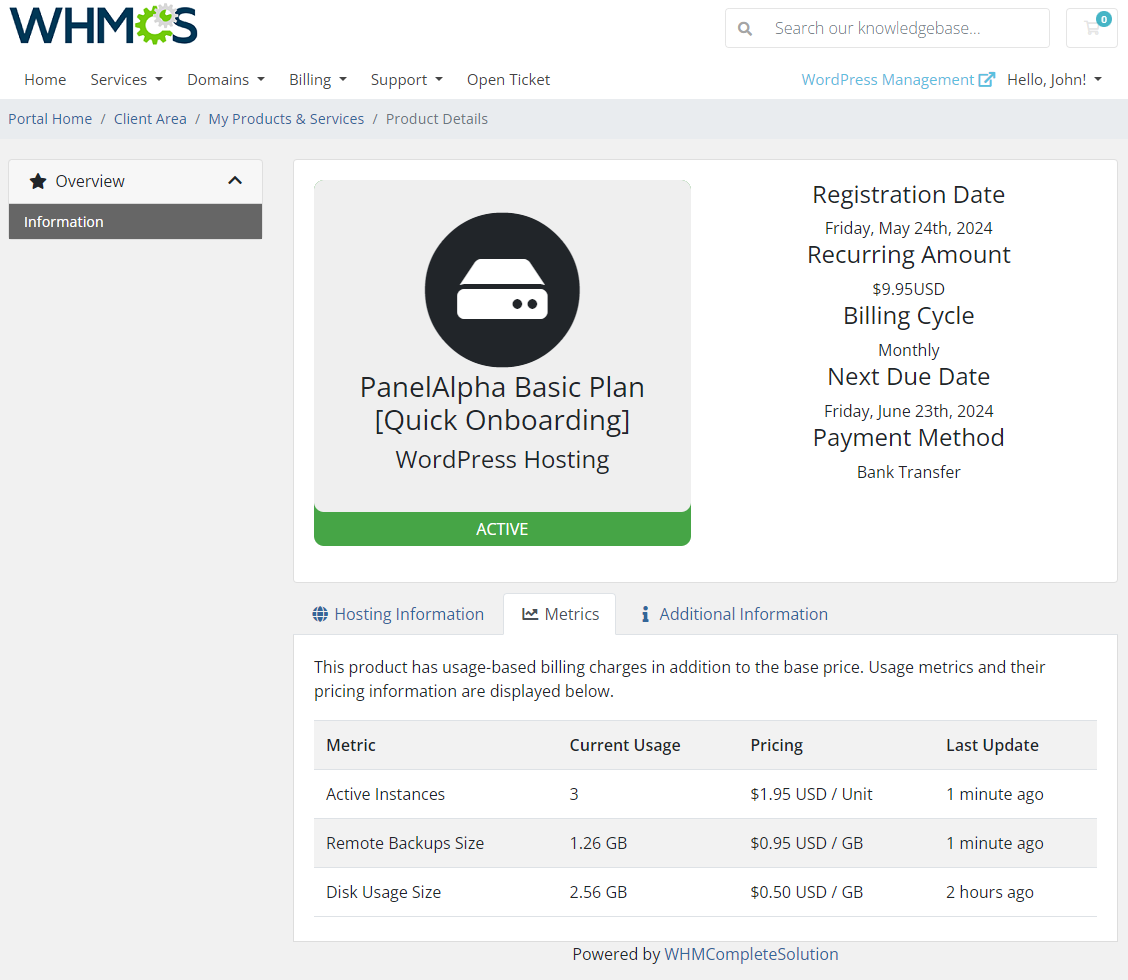 WHMCS
Search our knowledgebase...
0
Home Services Domains Billing Support Open Ticket
WordPress Management Hello, John!
Portal Home / Client Area / My Products & Services / Product Details
Overview
Information
PanelAlpha Basic Plan
[Quick Onboarding]
WordPress Hosting
ACTIVE
Registration Date
Friday, May 24th, 2024
Recurring Amount
$9.95USD
Billing Cycle
Monthly
Next Due Date
Friday, June 23th, 2024
Payment Method
Bank Transfer
Hosting Information Metrics Additional Information
This product has usage-based billing charges in addition to the base price. Usage metrics and their
pricing information are displayed below.
Metric Current Usage Pricing Last Update
Active Instances 3 $1.95 USD / Unit 1 minute ago
Remote Backups Size 1.26 GB $0.95 USD / GB 1 minute ago
Disk Usage Size 2.56 GB $0.50 USD / GB 2 hours ago
Powered by WHMCompleteSolution